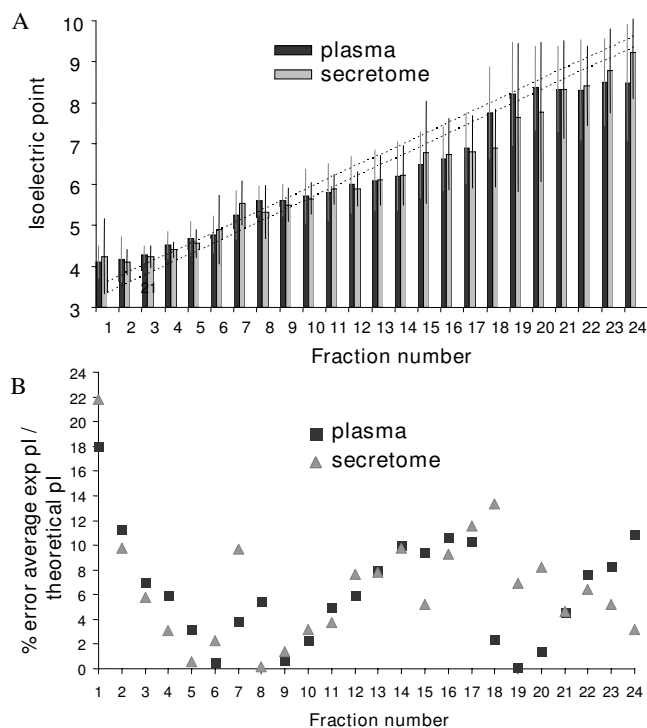 A
10
9
8
7
6
5
4
3
Isoelectric point
plasma
secretome
21
1 2 3 4 5 6 7 8 9 10 11 12 13 14 15 16 17 18 19 20 21 22 23 24
Fraction number
B
24
22
20
18
16
14
12
10
8
6
4
2
0
% error average exp pI /
theoretical pI
plasma
secretome
1 2 3 4 5 6 7 8 9 10 11 12 13 14 15 16 17 18 19 20 21 22 23 24
Fraction number